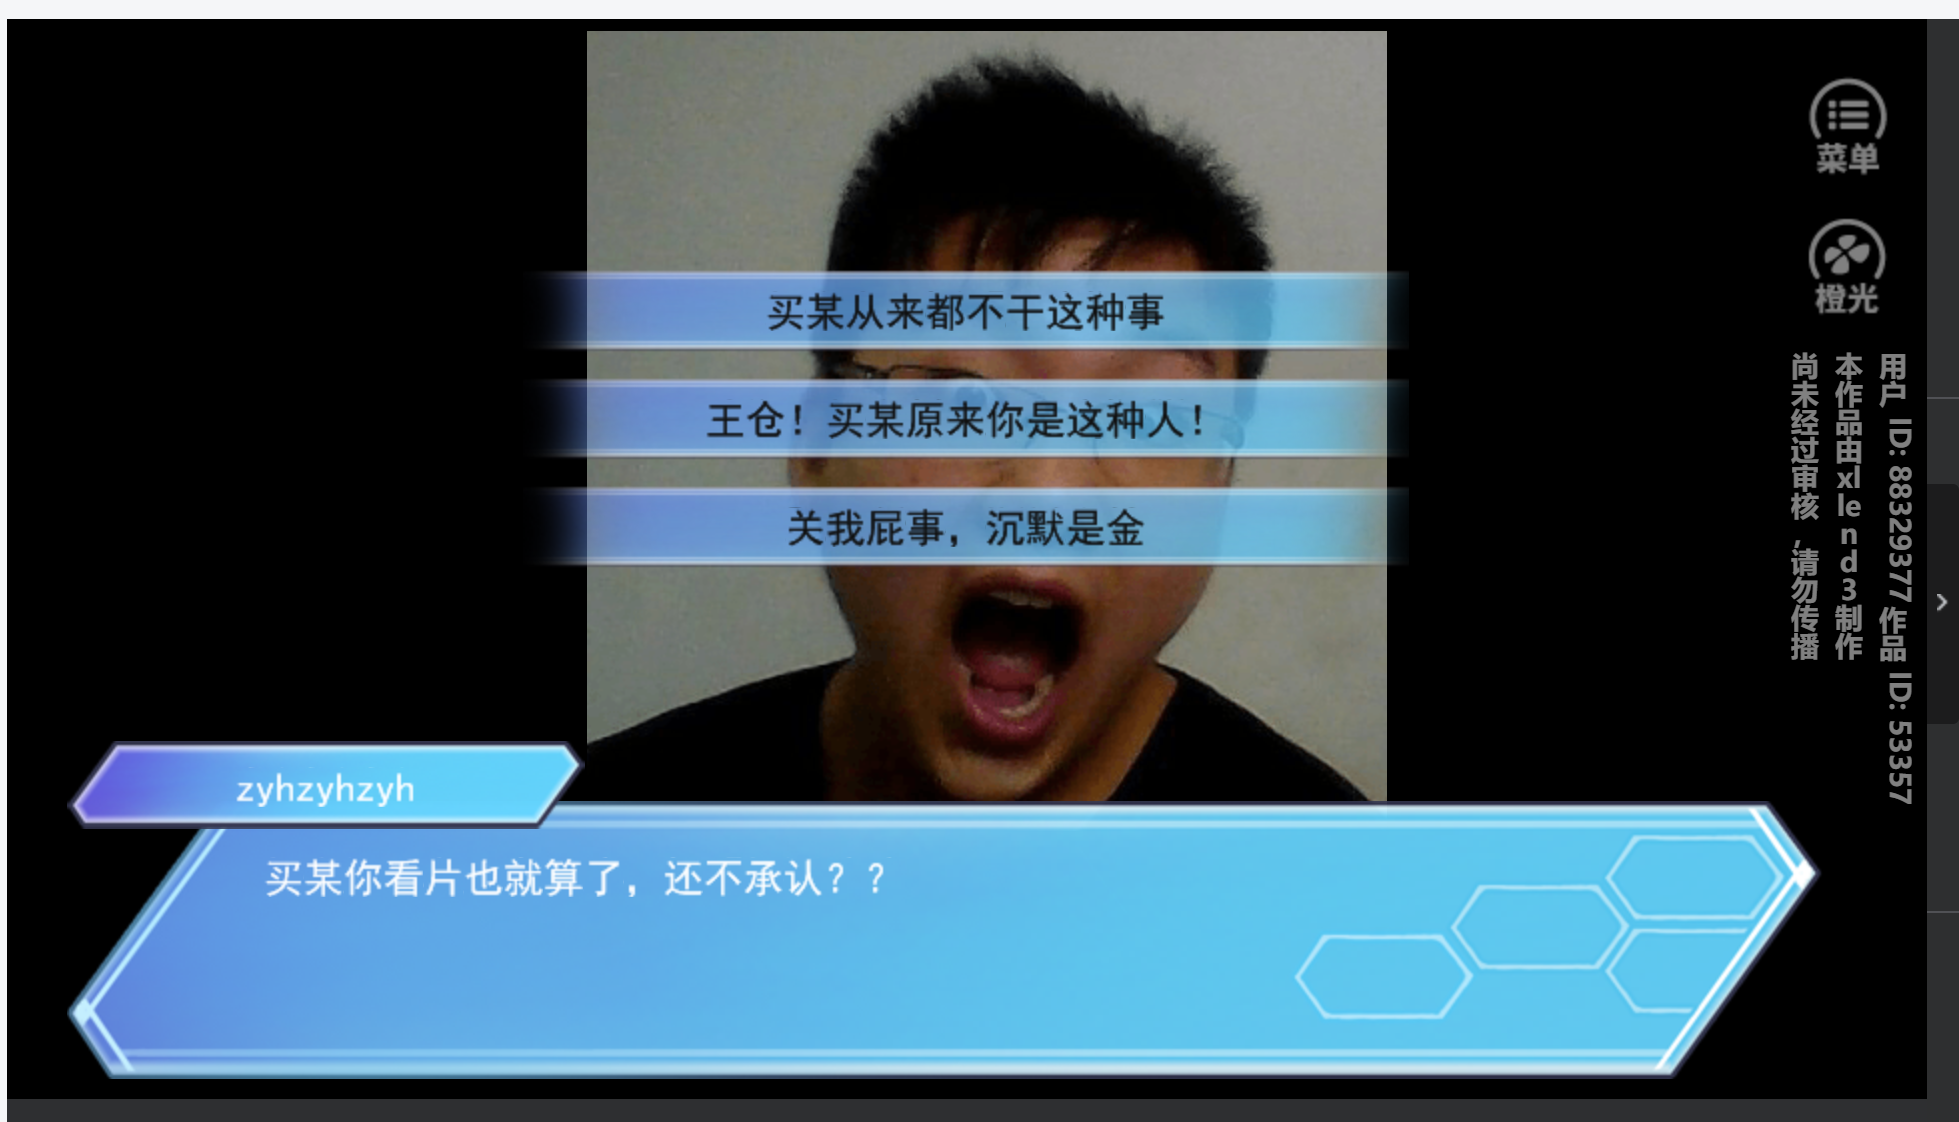 菜单
橙光
买某从来都不干这种事
王仓！买某原来你是这种人！
关我屁事，沉默是金
用户 ID: 88329377 作品 ID: 53357
本作品由xlend3制作
尚未经过审核，请勿传播
zyhzyhzyh
买某你看片也就算了，还不承认？？